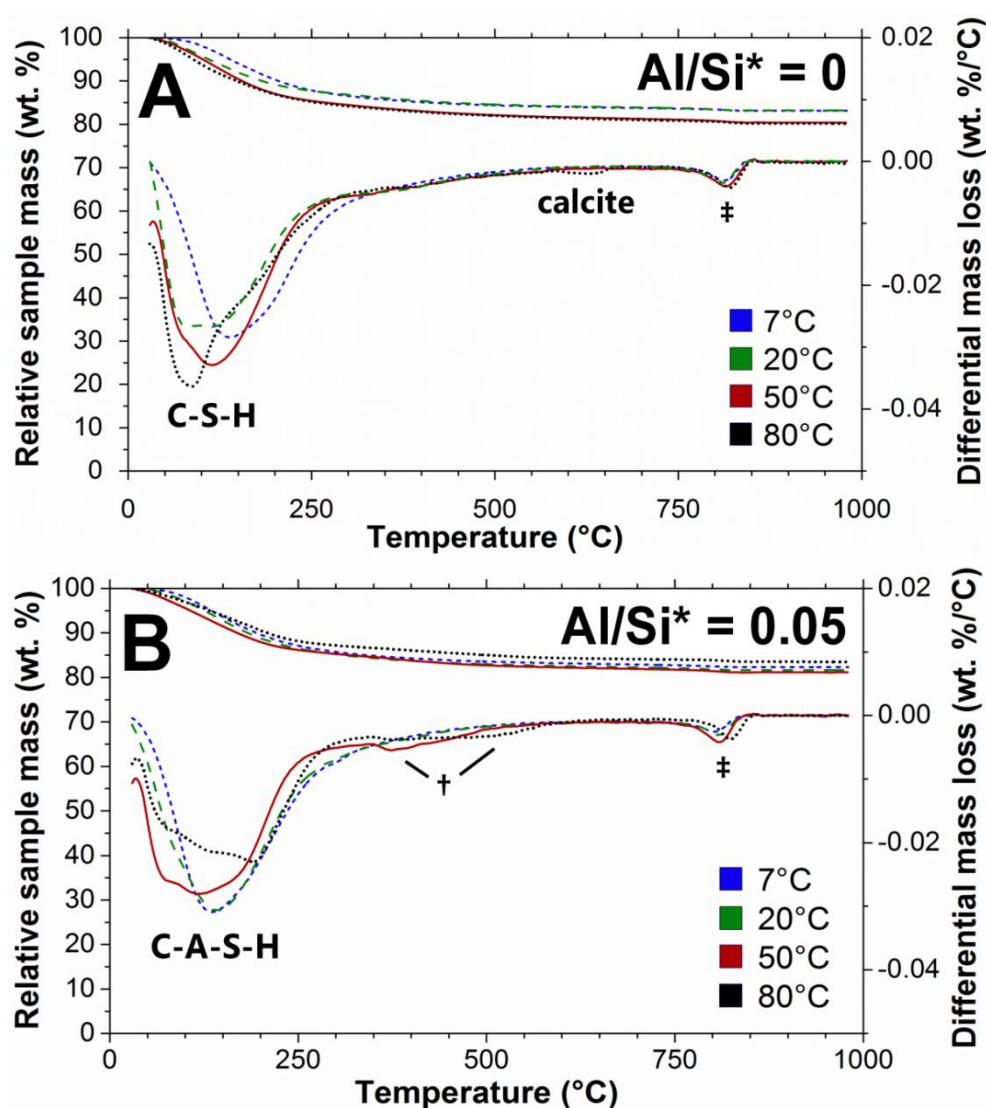 A
Al/Si* = 0
Relative sample mass (wt. %)
100
90
80
70
60
50
40
30
20
10
0
0.02
0.00
-0.02
-0.04
Differential mass loss (wt. %/°C)
calcite
‡
C-S-H
7°C
20°C
50°C
80°C
0
250
500
750
1000
Temperature (°C)
B
Al/Si* = 0.05
Relative sample mass (wt. %)
100
90
80
70
60
50
40
30
20
10
0
0.02
0.00
-0.02
-0.04
Differential mass loss (wt. %/°C)
†
‡
C-A-S-H
7°C
20°C
50°C
80°C
0
250
500
750
1000
Temperature (°C)